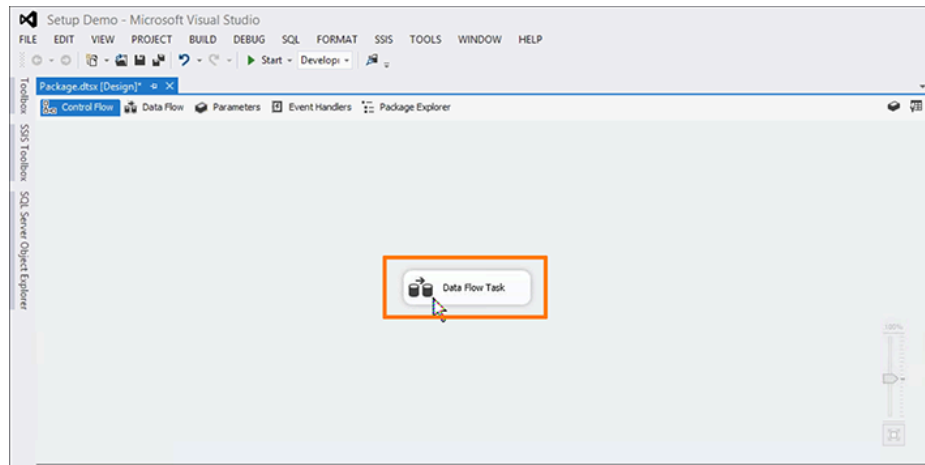 Setup Demo - Microsoft Visual Studio
FILE EDIT VIEW PROJECT BUILD DEBUG SQL FORMAT SSIS TOOLS WINDOW HELP
Start Develop
Package.dtsx [Design]*
Control Flow Data Flow Parameters Event Handlers Package Explorer
Toolbox
SSIS Toolbox
SQL Server Object Explorer
Data Flow Task
100%